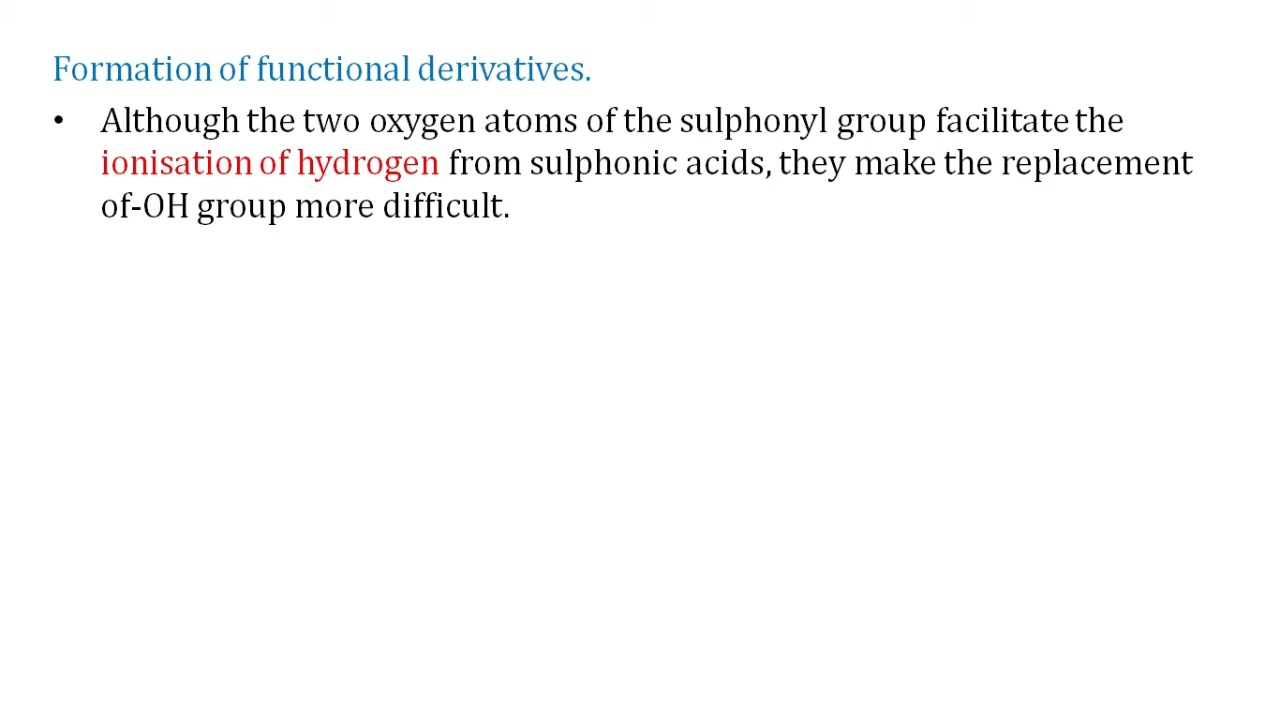 Formation of functional derivatives.
• Although the two oxygen atoms of the sulphonyl group facilitate the
ionisation of hydrogen from sulphonic acids, they make the replacement
of-OH group more difficult.